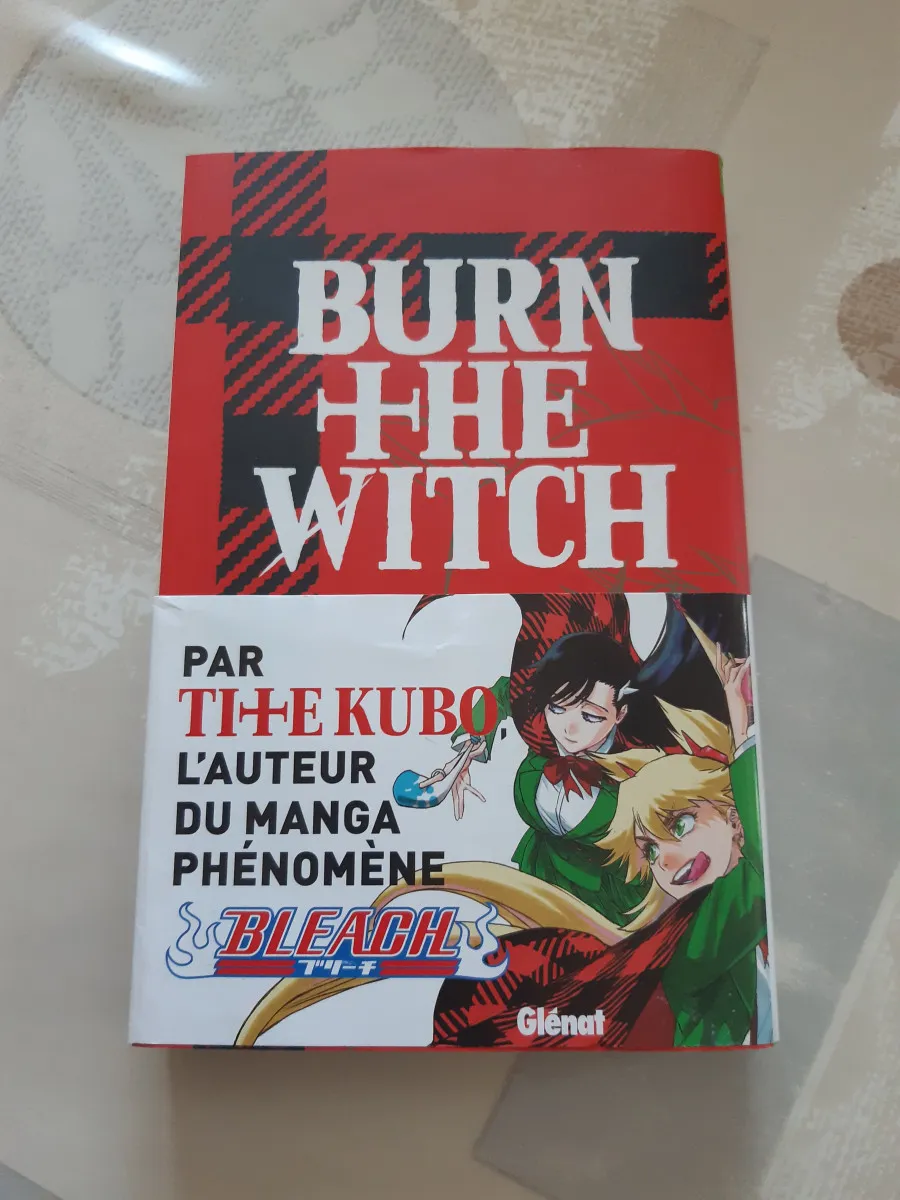 BURN
THE
WITCH
PAR
TITE KUBO,
L'AUTEUR
DU MANGA
PHÉNOMÈNE
BLEACH
ブリーチ
Glénat